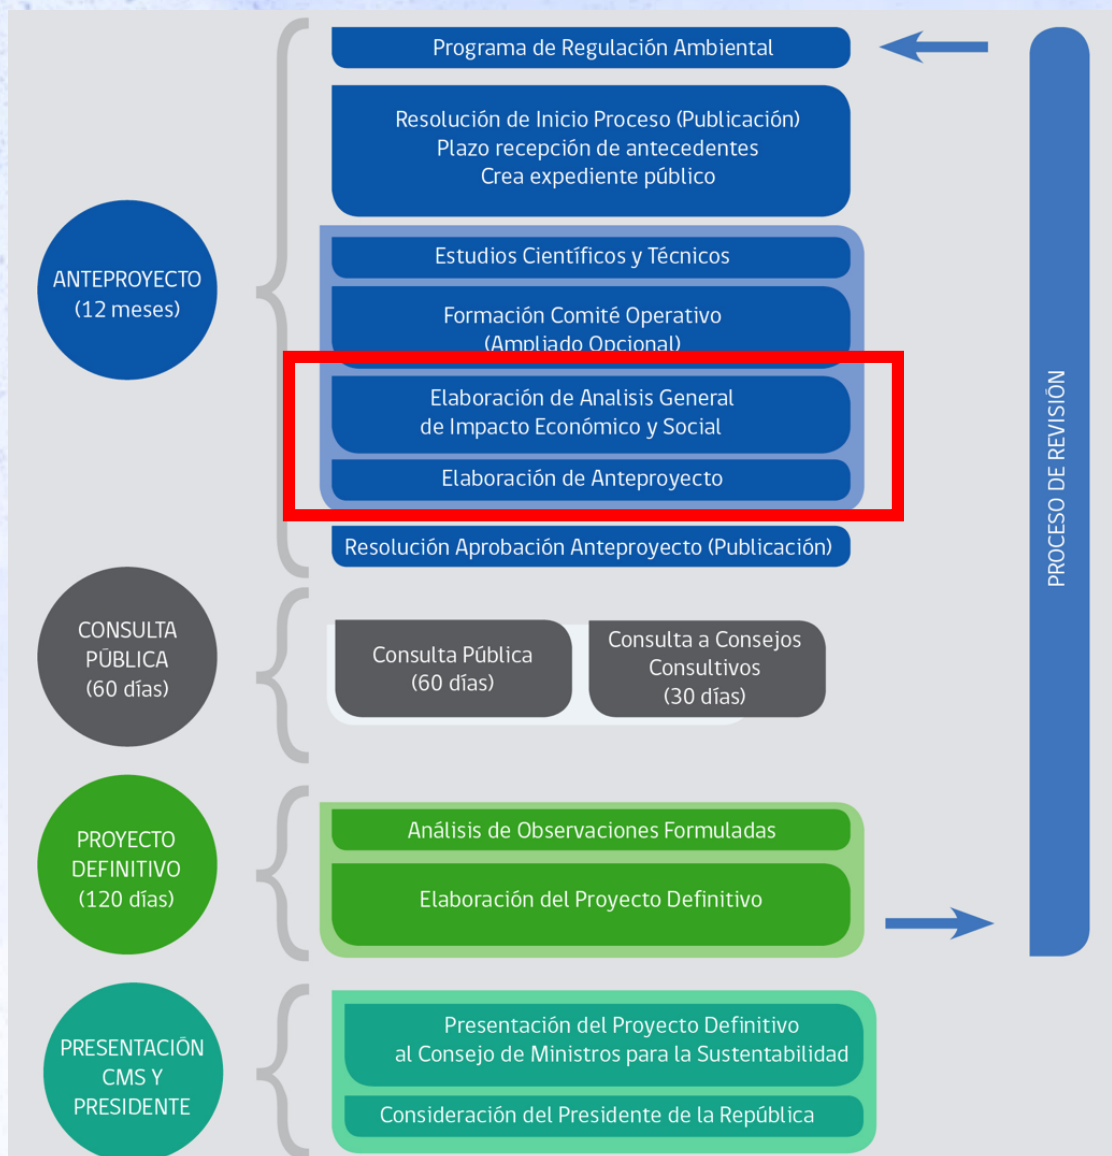 Programa de Regulación Ambiental
Resolución de Inicio Proceso (Publicación)
Plazo recepción de antecedentes
Crea expediente público
ANTEPROYECTO
(12 meses)
Estudios Científicos y Técnicos
Formación Comité Operativo
(Ampliado Opcional)
Elaboración de Analisis General
de Impacto Económico y Social
Elaboración de Anteproyecto
Resolución Aprobación Anteproyecto (Publicación)
CONSULTA
PÚBLICA
(60 días)
Consulta Pública
(60 días)
Consulta a Consejos
Consultivos
(30 días)
PROYECTO
DEFINITIVO
(120 días)
Análisis de Observaciones Formuladas
Elaboración del Proyecto Definitivo
PRESENTACIÓN
CMS Y
PRESIDENTE
Presentación del Proyecto Definitivo
al Consejo de Ministros para la Sustentabilidad
Consideración del Presidente de la República
PROCESO DE REVISIÓN